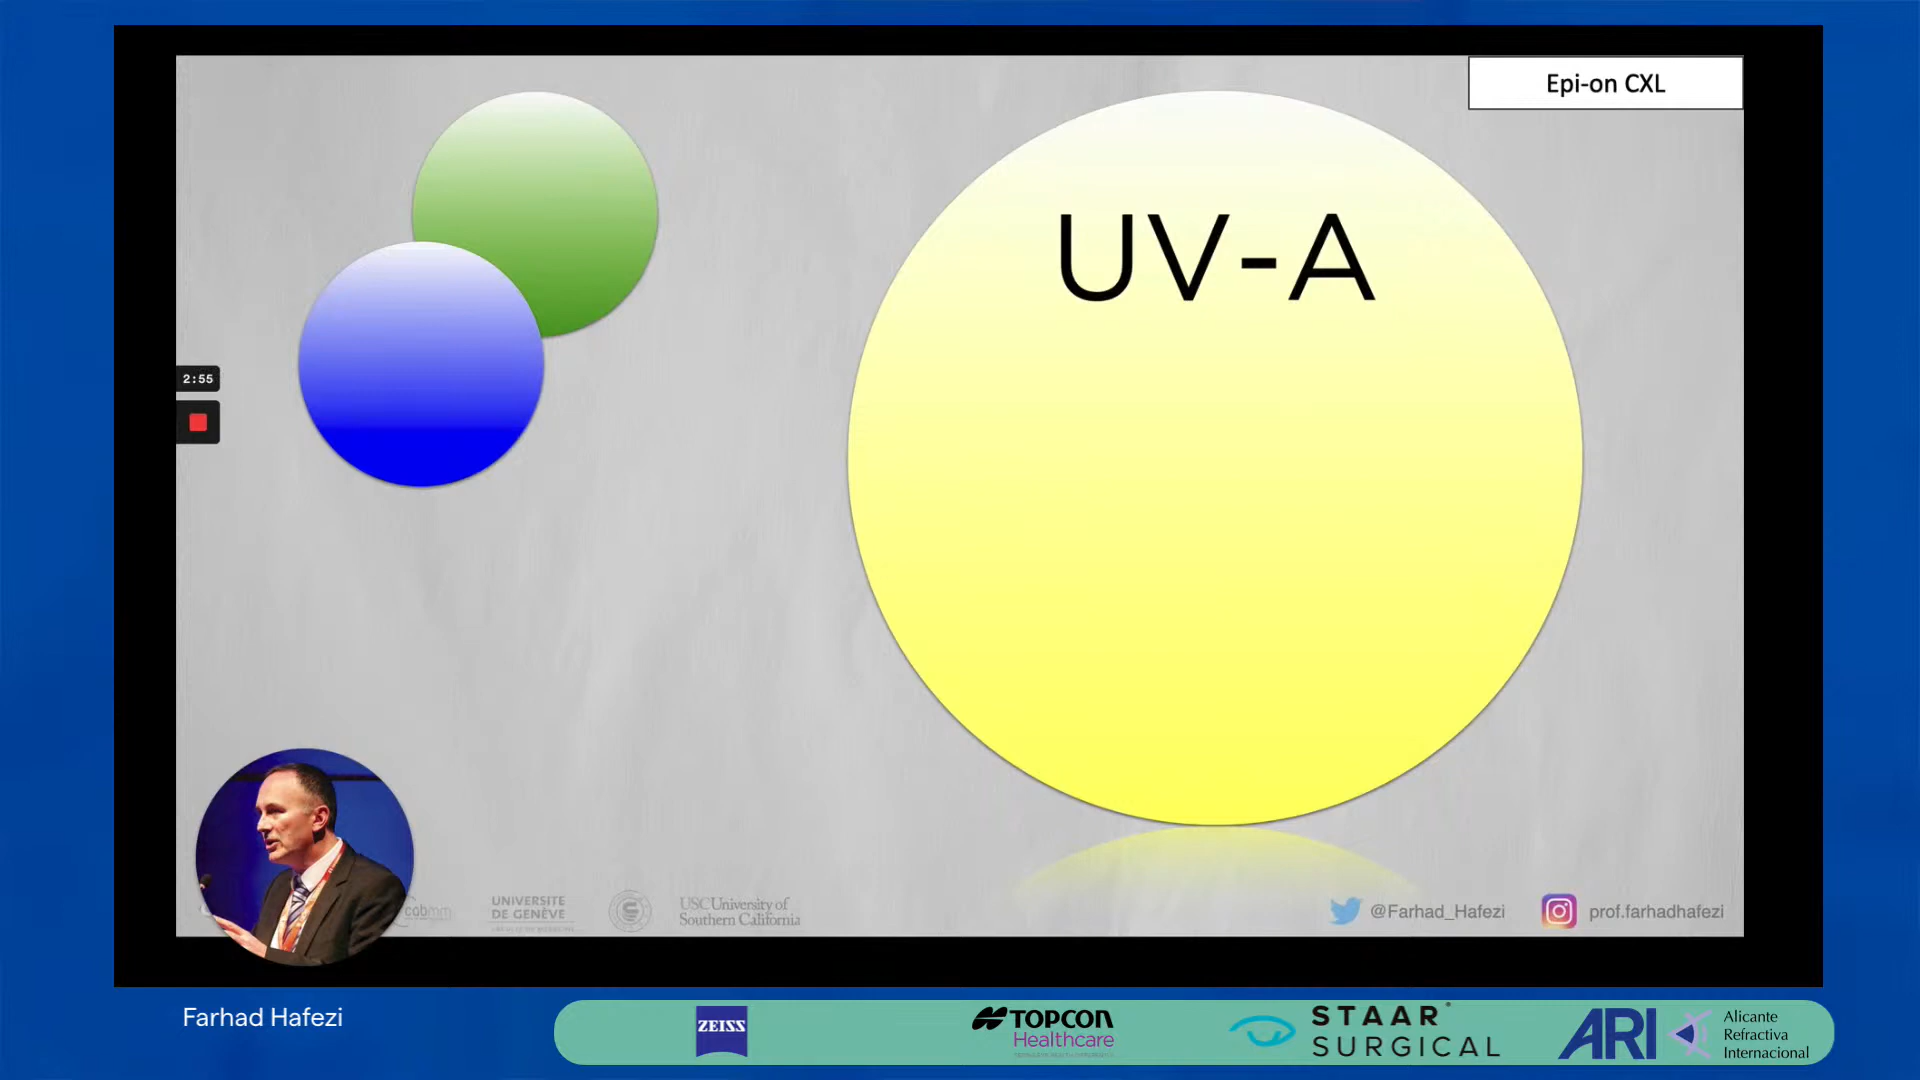 Epi-on CXL
UV-A
2:55
cabmm
UNIVERSITE
DE GENÈVE
USC University of
Southern California
@Farhad_Hafezi
prof.farhadhafezi
Farhad Hafezi
ZEISS
TOPCON
Healthcare
STAAR
SURGICAL
ARI
Alicante
Refractiva
Internacional